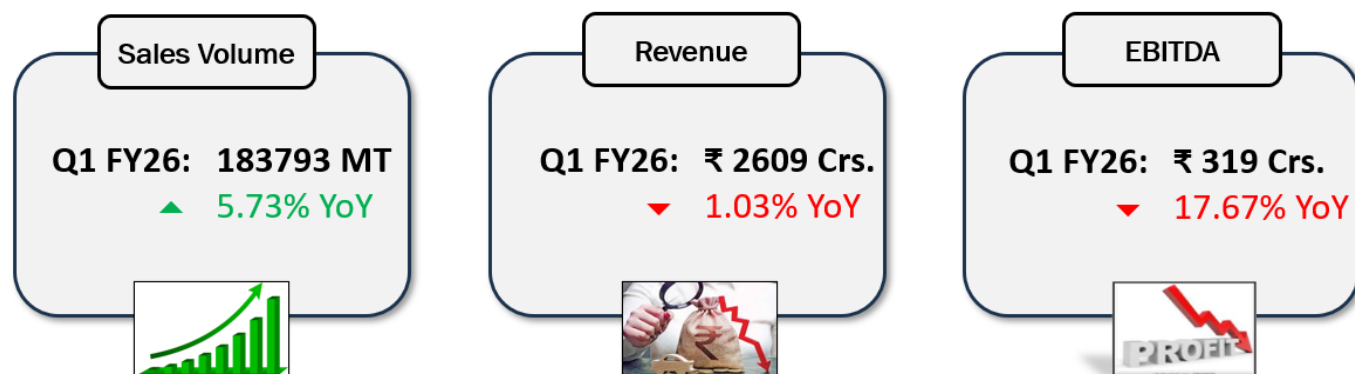 Sales Volume
Q1 FY26: 183793 MT
▲ 5.73% YoY
Revenue
Q1 FY26: ₹ 2609 Crs.
▼ 1.03% YoY
₹
EBITDA
Q1 FY26: ₹ 319 Crs.
▼ 17.67% YoY
PROFIT